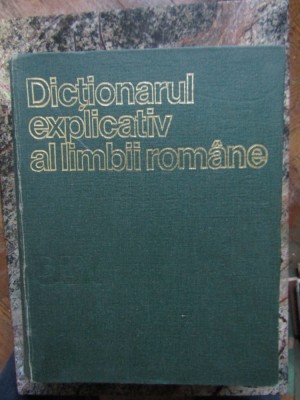 Dicționarul
explicativ
al limbii române